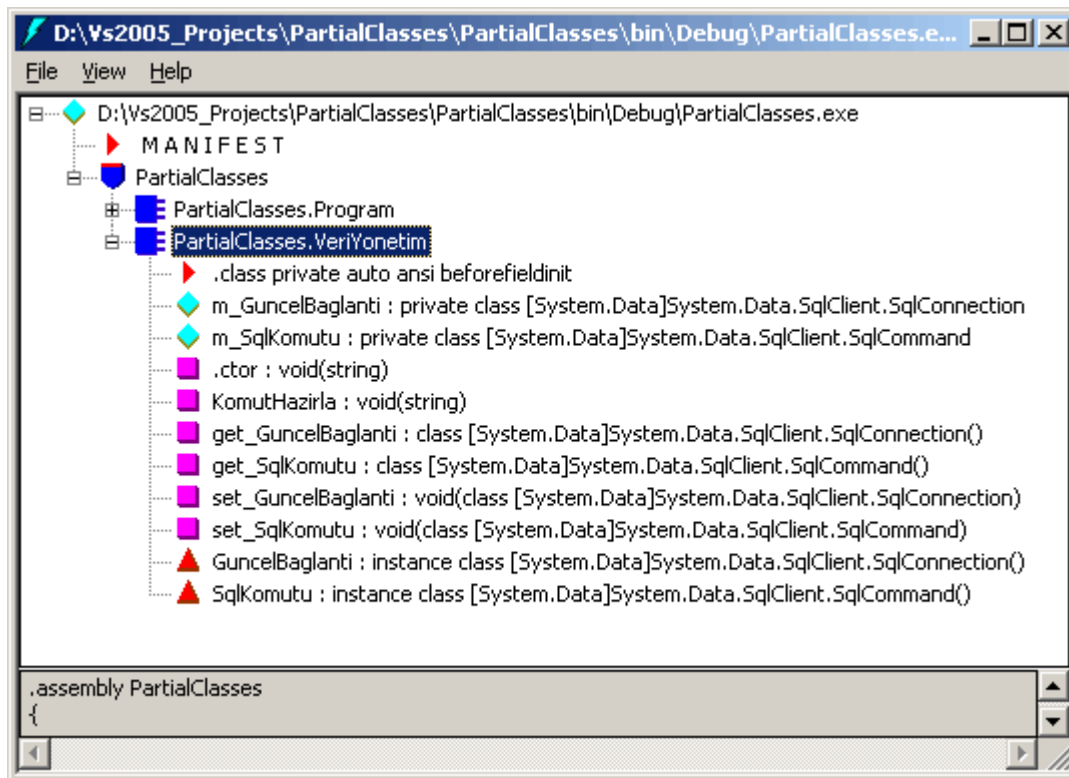 D:\Vs2005_Projects\PartialClasses\PartialClasses\bin\Debug\PartialClasses.e...
File View Help
D:\Vs2005_Projects\PartialClasses\PartialClasses\bin\Debug\PartialClasses.exe
M A N I F E S T
PartialClasses
PartialClasses.Program
PartialClasses.VeriYonetim
.class private auto ansi beforefieldinit
m_GuncelBaglanti : private class [System.Data]System.Data.SqlClient.SqlConnection
m_SqlKomutu : private class [System.Data]System.Data.SqlClient.SqlCommand
.ctor : void(string)
KomutHazirla : void(string)
get_GuncelBaglanti : class [System.Data]System.Data.SqlClient.SqlConnection()
get_SqlKomutu : class [System.Data]System.Data.SqlClient.SqlCommand()
set_GuncelBaglanti : void(class [System.Data]System.Data.SqlClient.SqlConnection)
set_SqlKomutu : void(class [System.Data]System.Data.SqlClient.SqlCommand)
GuncelBaglanti : instance class [System.Data]System.Data.SqlClient.SqlConnection()
SqlKomutu : instance class [System.Data]System.Data.SqlClient.SqlCommand()
.assembly PartialClasses
{